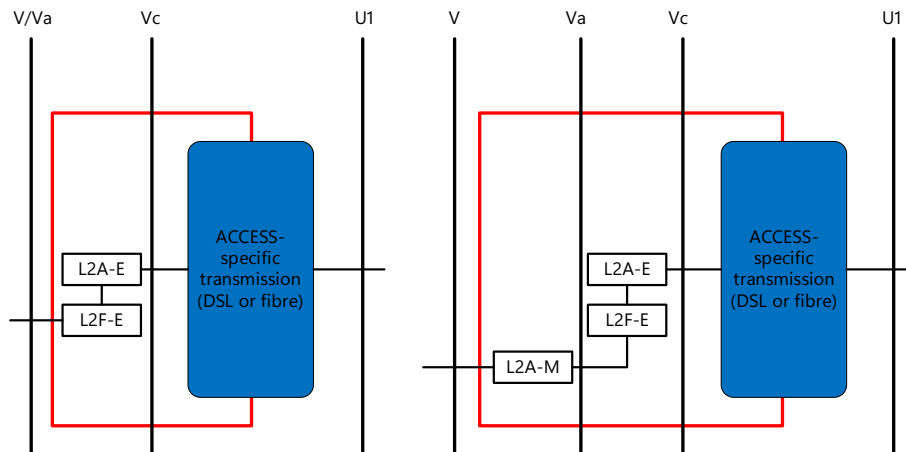 V/Va
Vc
U1
V
Va
Vc
U1
ACCESS-
specific
transmission
(DSL or fibre)
L2A-E
L2F-E
ACCESS-
specific
transmission
(DSL or fibre)
L2A-E
L2F-E
L2A-M